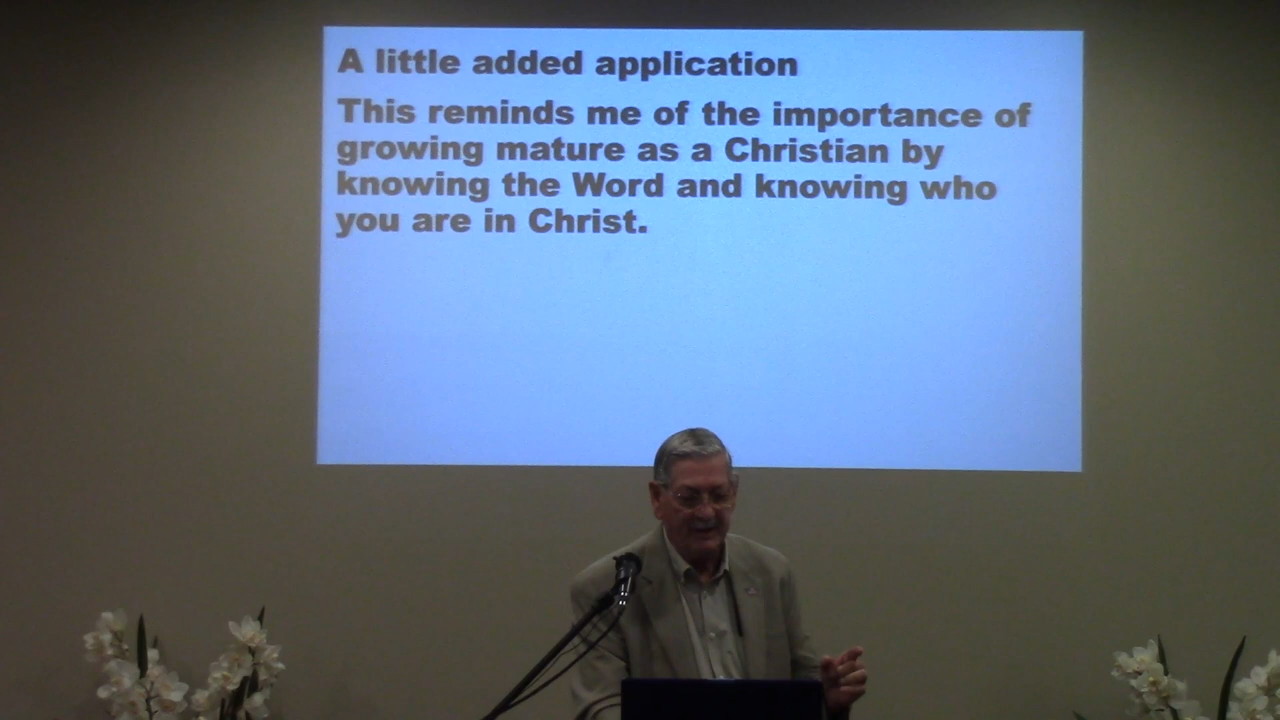 A little added application
This reminds me of the importance of
growing mature as a Christian by
knowing the Word and knowing who
you are in Christ.